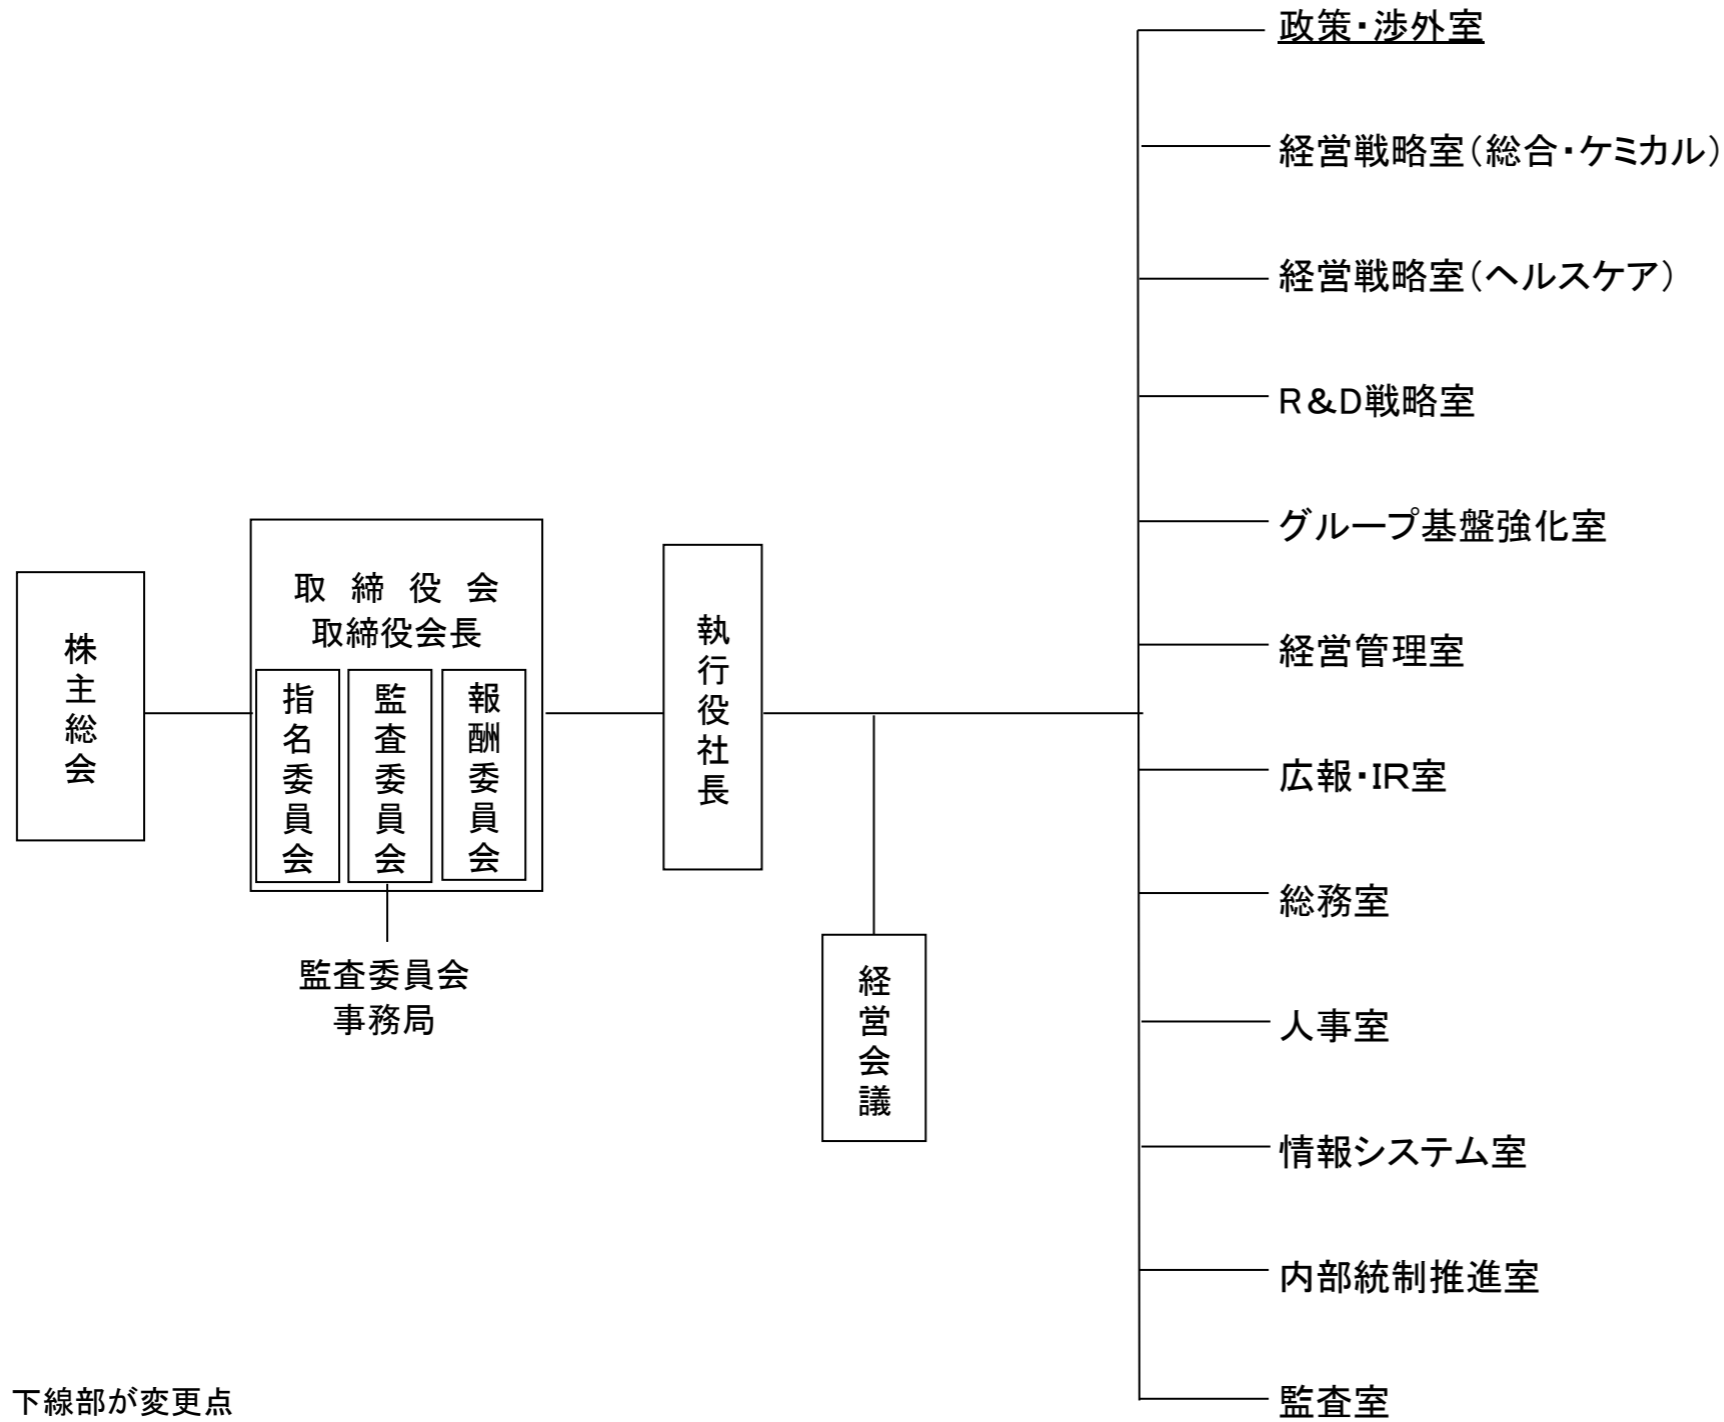 株主総会
取締役会
取締役会長
指名委員会
監査委員会
報酬委員会
監査委員会
事務局
執行役社長
経営会議
政策・渉外室
経営戦略室（総合・ケミカル）
経営戦略室（ヘルスケア）
R＆D戦略室
グループ基盤強化室
経営管理室
広報・IR室
総務室
人事室
情報システム室
内部統制推進室
監査室
下線部が変更点